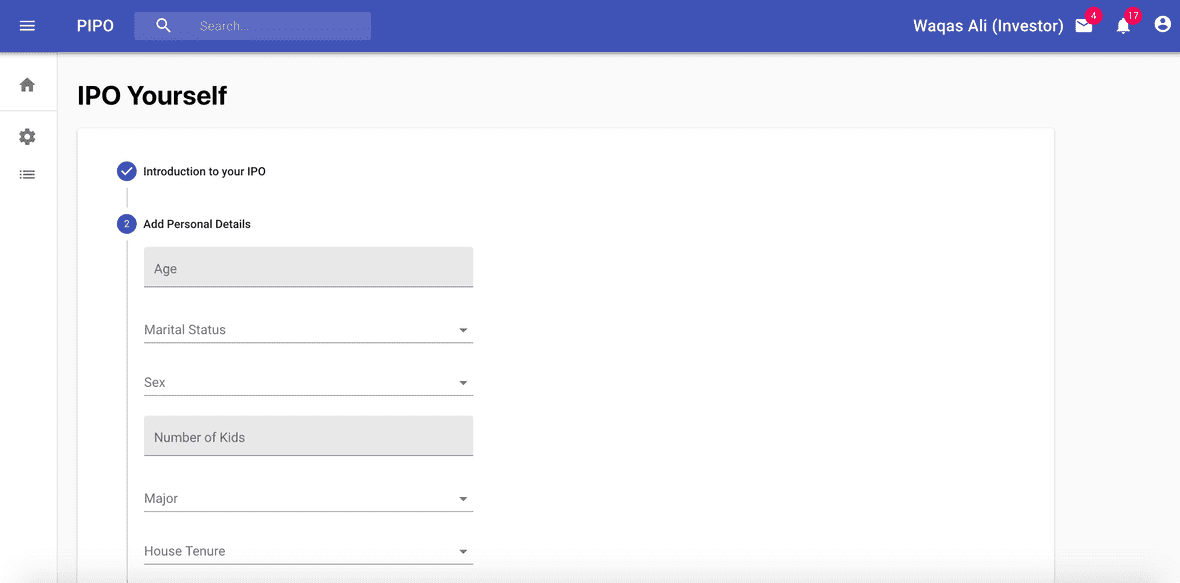 PIPO
Search...
Waqas Ali (Investor)
4
17
IPO Yourself
Introduction to your IPO
2
Add Personal Details
Age
Marital Status
Sex
Number of Kids
Major
House Tenure